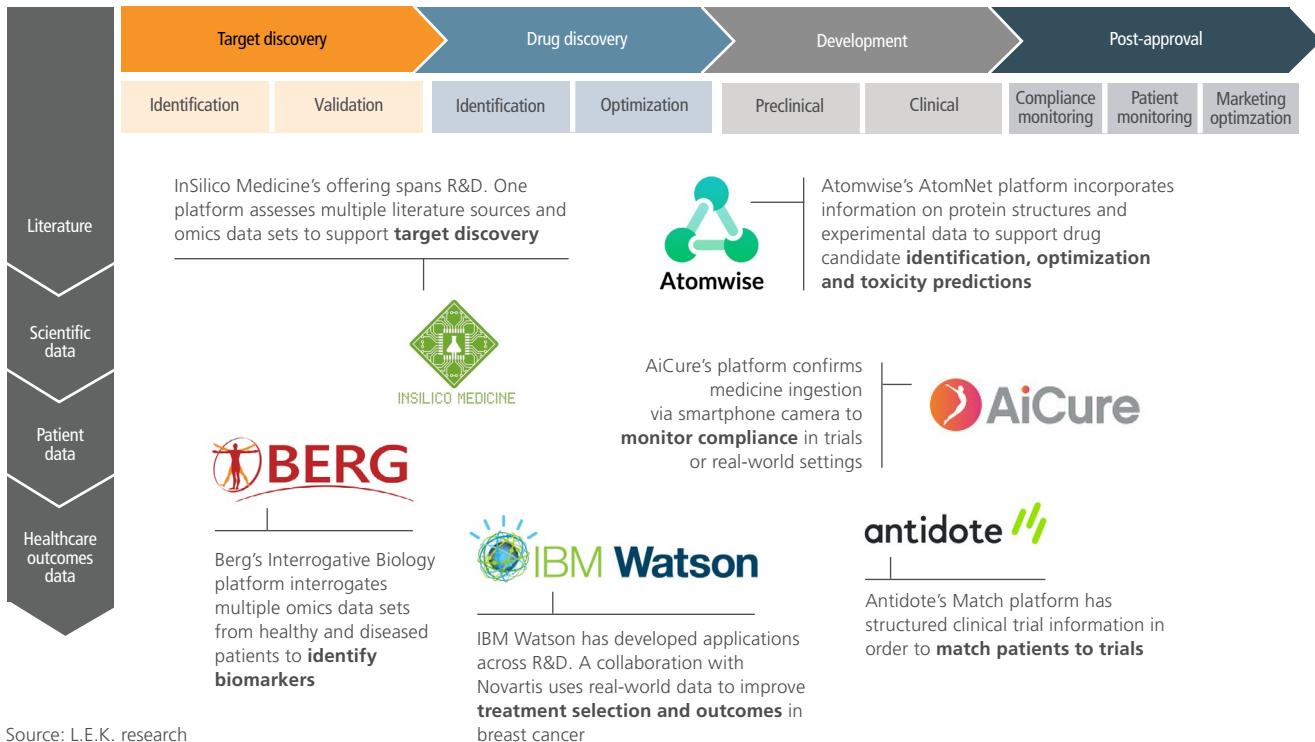 Target discovery
Drug discovery
Development
Post-approval
Identification
Validation
Identification
Optimization
Preclinical
Clinical
Compliance
monitoring
Patient
monitoring
Marketing
optimzation
Literature
Scientific
data
Patient
data
Healthcare
outcomes
data
InSilico Medicine’s offering spans R&D. One
platform assesses multiple literature sources and
omics data sets to support target discovery
INSILICO MEDICINE
Atomwise
Atomwise’s AtomNet platform incorporates
information on protein structures and
experimental data to support drug
candidate identification, optimization
and toxicity predictions
AiCure’s platform confirms
medicine ingestion
via smartphone camera to
monitor compliance in trials
or real-world settings
AiCure
BERG
Berg’s Interrogative Biology
platform interrogates
multiple omics data sets
from healthy and diseased
patients to identify
biomarkers
IBM Watson
IBM Watson has developed applications
across R&D. A collaboration with
Novartis uses real-world data to improve
treatment selection and outcomes in
breast cancer
antidote
Antidote’s Match platform has
structured clinical trial information in
order to match patients to trials
Source: L.E.K. research